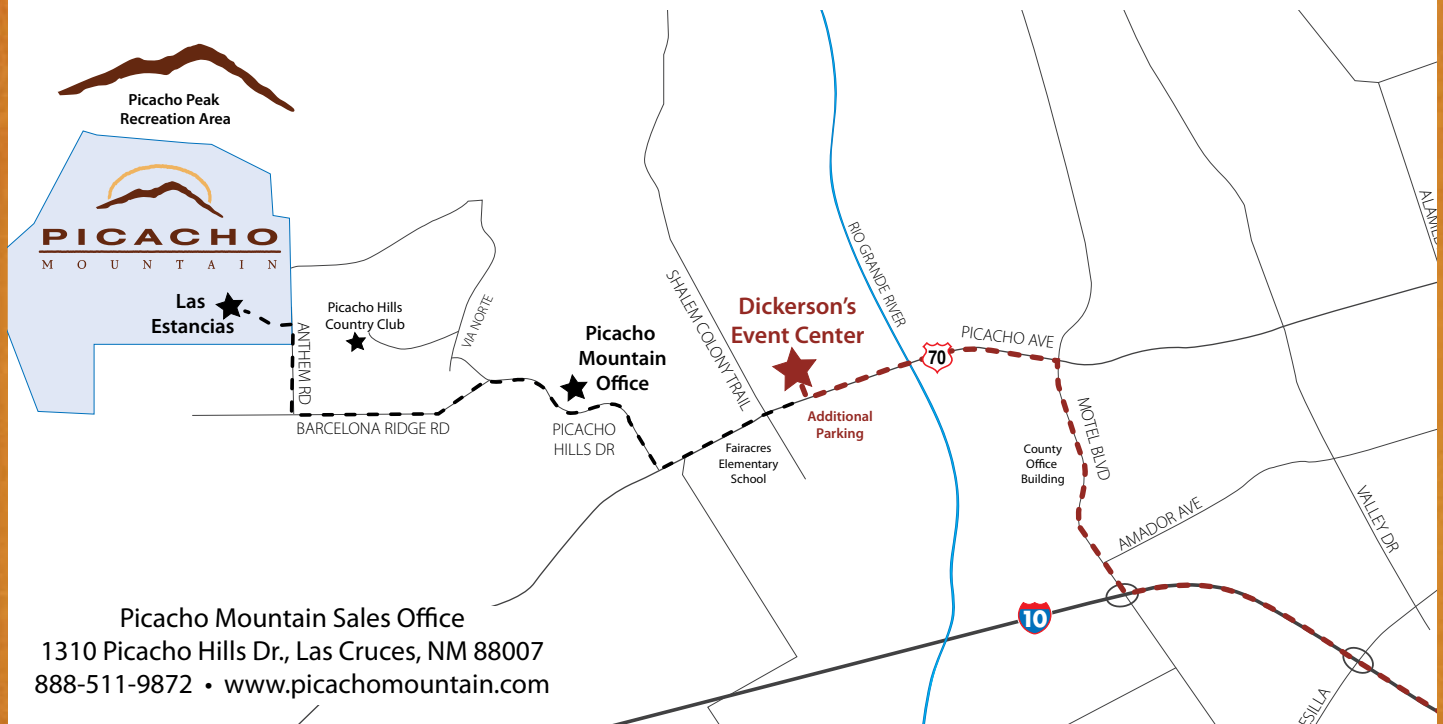 Picacho Peak
Recreation Area
PICACHO
MOUNTAIN
Las
Estancias
ANTHEM RD
Picacho Hills
Country Club
VIA NORTE
BARCELONA RIDGE RD
Picacho
Mountain
Office
PICACHO
HILLS DR
SHALEM COLONY TRAIL
Fairacres
Elementary
School
Dickerson's
Event Center
Additional
Parking
RIO GRANDE RIVER
70
PICACHO AVE
MOTEL BLVD
County
Office
Building
AMADOR AVE
VALLEY DR
10
Picacho Mountain Sales Office
1310 Picacho Hills Dr., Las Cruces, NM 88007
888-511-9872 • www.picachomountain.com